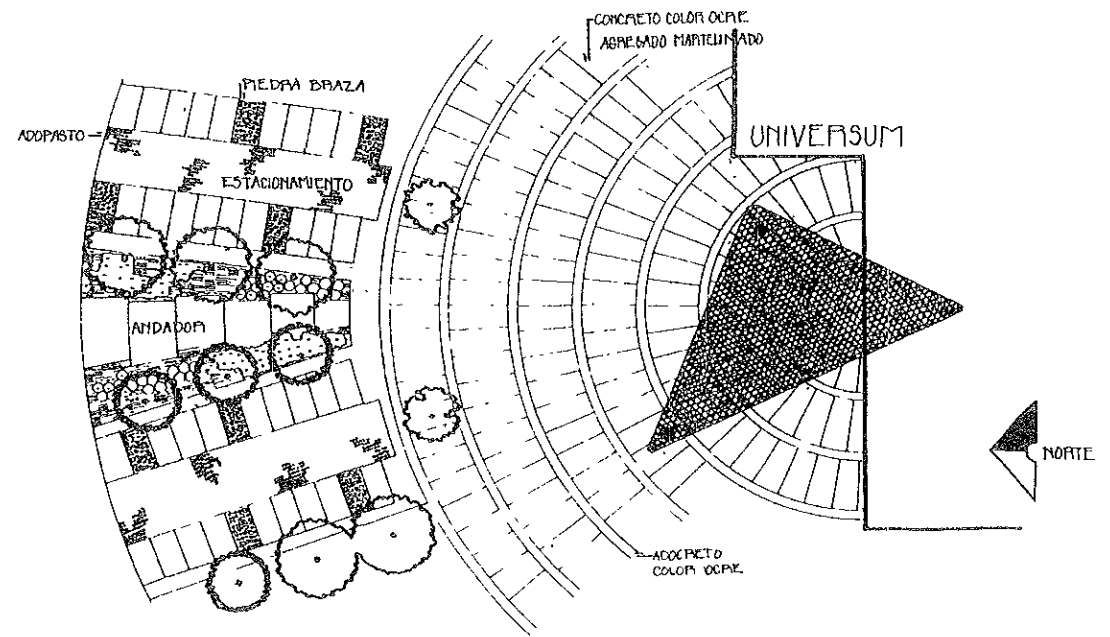 CONCRETO COLOR OCRE
AGREGADO MARTELINADO
PIEDRA BRAZA
ADOPASTO
UNIVERSUM
ESTACIONAMIENTO
ANDADOR
NORTE
ADOCRETO
COLOR OCRE